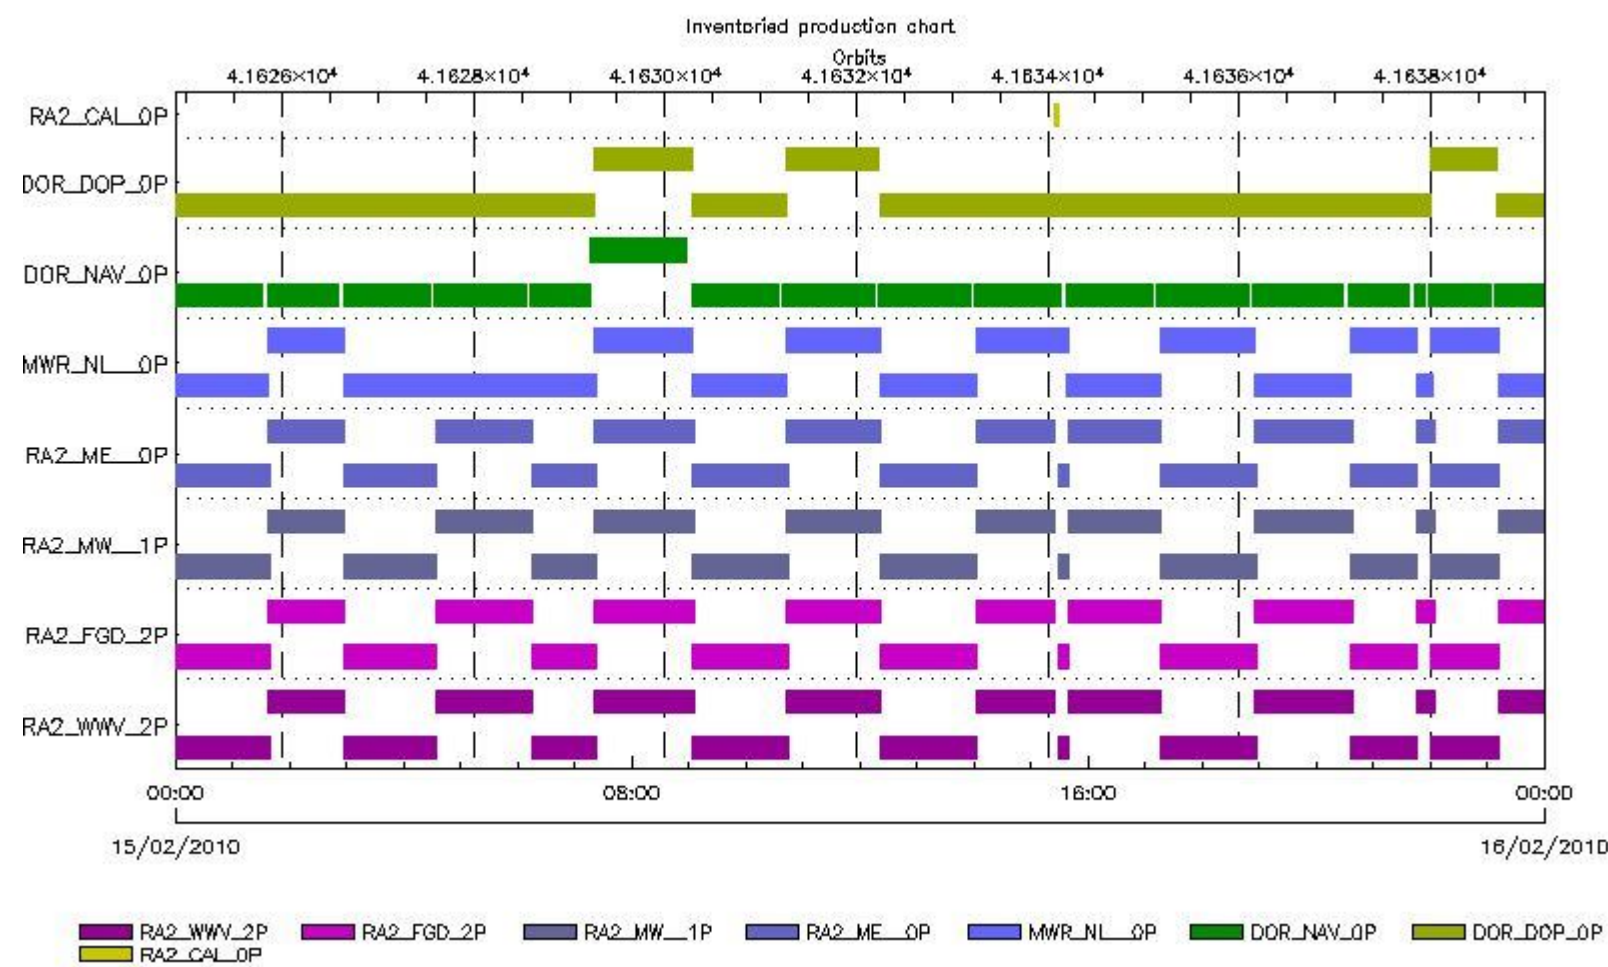 Inventoried production chart
Orbits
4.1626×10⁴ 4.1628×10⁴ 4.1630×10⁴ 4.1632×10⁴ 4.1634×10⁴ 4.1636×10⁴ 4.1638×10⁴
RA2_CAL_0P
DOR_DOP_0P
DOR_NAV_0P
MWR_NL__0P
RA2_ME__0P
RA2_MW__1P
RA2_FGD_2P
RA2_WWV_2P
00:00 08:00 16:00 00:00
15/02/2010 16/02/2010
RA2_WWV_2P RA2_FGD_2P RA2_MW__1P RA2_ME__0P MWR_NL__0P DOR_NAV_0P DOR_DOP_0P
RA2_CAL_0P